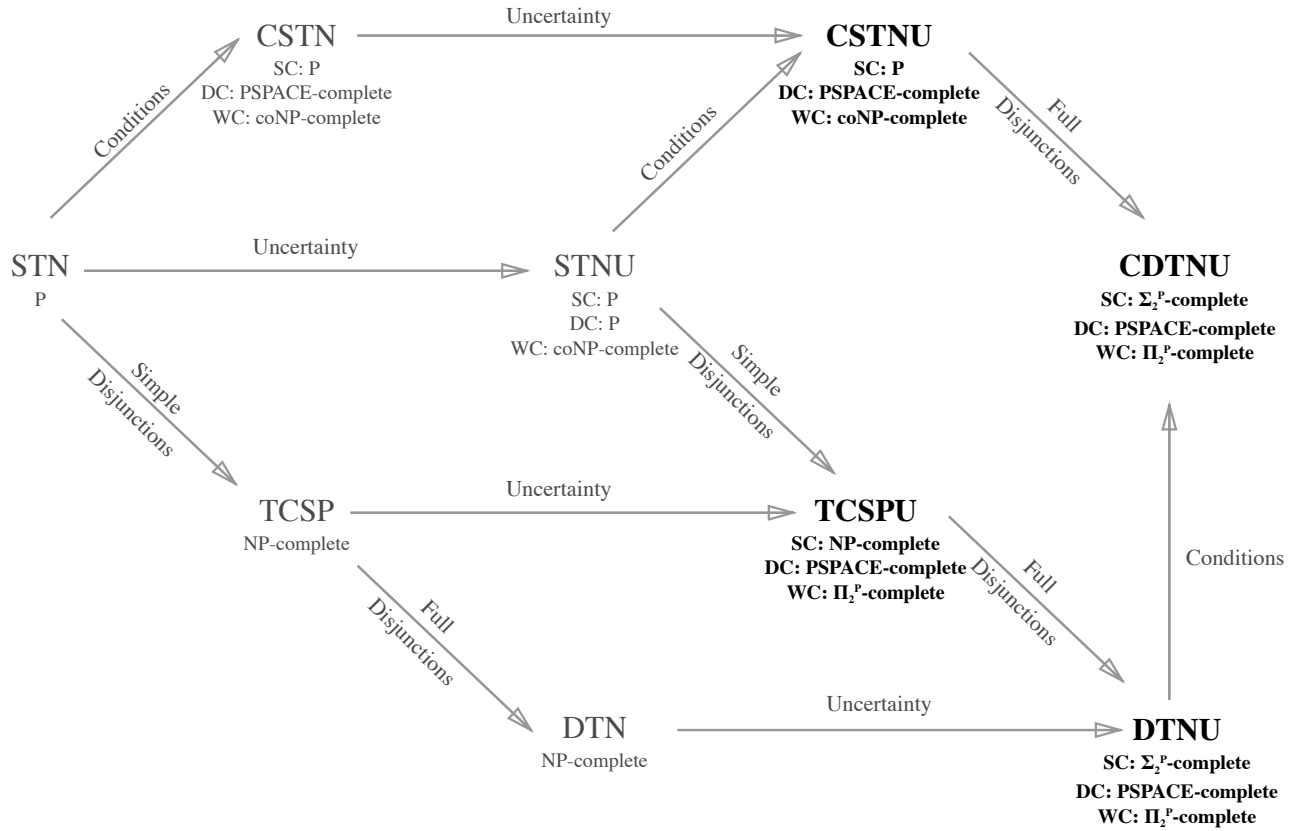 CSTN
SC: P
DC: PSPACE-complete
WC: coNP-complete
Uncertainty
CSTNU
SC: P
DC: PSPACE-complete
WC: coNP-complete
Conditions
Conditions
Full
Disjunctions
STN
P
Uncertainty
STNU
SC: P
DC: P
WC: coNP-complete
CDTNU
SC: Σ₂ᴾ-complete
DC: PSPACE-complete
WC: Π₂ᴾ-complete
Simple
Disjunctions
Simple
Disjunctions
TCSP
NP-complete
Uncertainty
TCSPU
SC: NP-complete
DC: PSPACE-complete
WC: Π₂ᴾ-complete
Full
Disjunctions
Full
Disjunctions
Conditions
DTN
NP-complete
Uncertainty
DTNU
SC: Σ₂ᴾ-complete
DC: PSPACE-complete
WC: Π₂ᴾ-complete